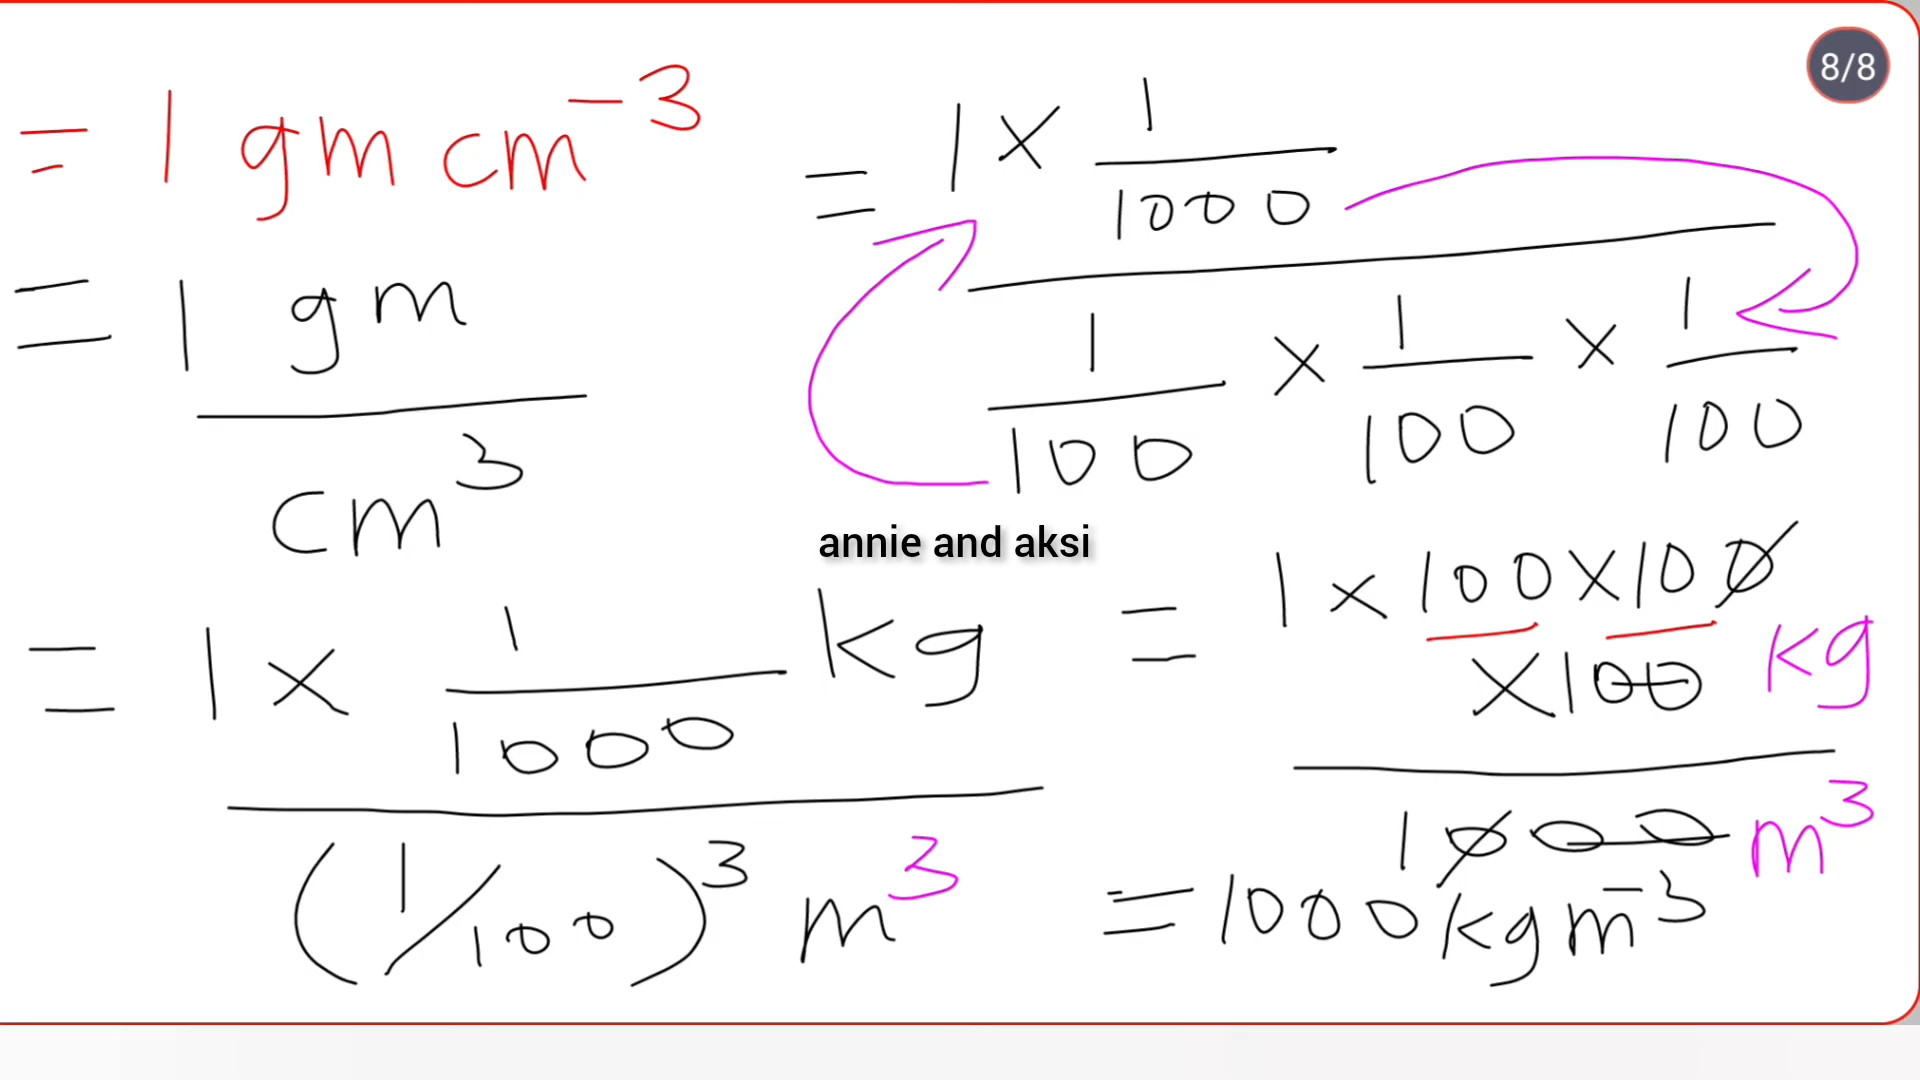 8/8
= 1 gm cm⁻³
= 1 gm
cm³
= 1 × 1 kg
1000
(1/100)³ m³
= 1 × 1
1000
1 × 1 × 1
100 100 100
annie and aksi
= 1 × 100 × 100
×100 kg
1000 m³
= 1000 kg m⁻³